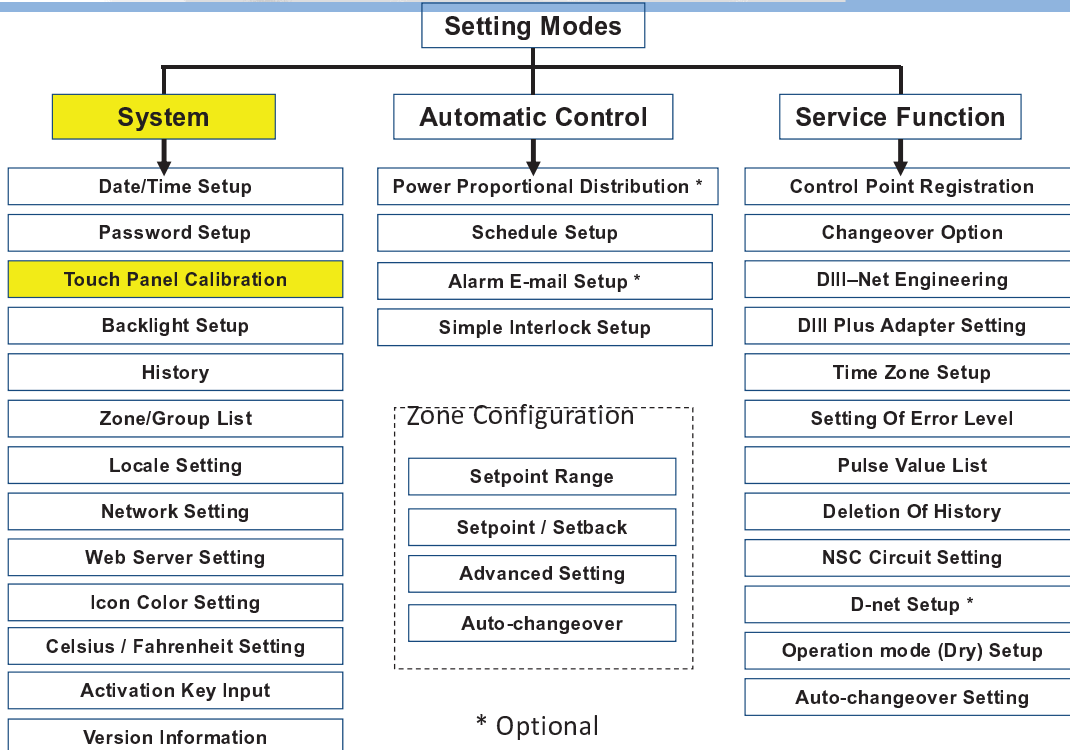 Setting Modes
System
Date/Time Setup
Password Setup
Touch Panel Calibration
Backlight Setup
History
Zone/Group List
Locale Setting
Network Setting
Web Server Setting
Icon Color Setting
Celsius / Fahrenheit Setting
Activation Key Input
Version Information
Automatic Control
Power Proportional Distribution *
Schedule Setup
Alarm E-mail Setup *
Simple Interlock Setup
Zone Configuration
Setpoint Range
Setpoint / Setback
Advanced Setting
Auto-changeover
* Optional
Service Function
Control Point Registration
Changeover Option
DIII–Net Engineering
DIII Plus Adapter Setting
Time Zone Setup
Setting Of Error Level
Pulse Value List
Deletion Of History
NSC Circuit Setting
D-net Setup *
Operation mode (Dry) Setup
Auto-changeover Setting